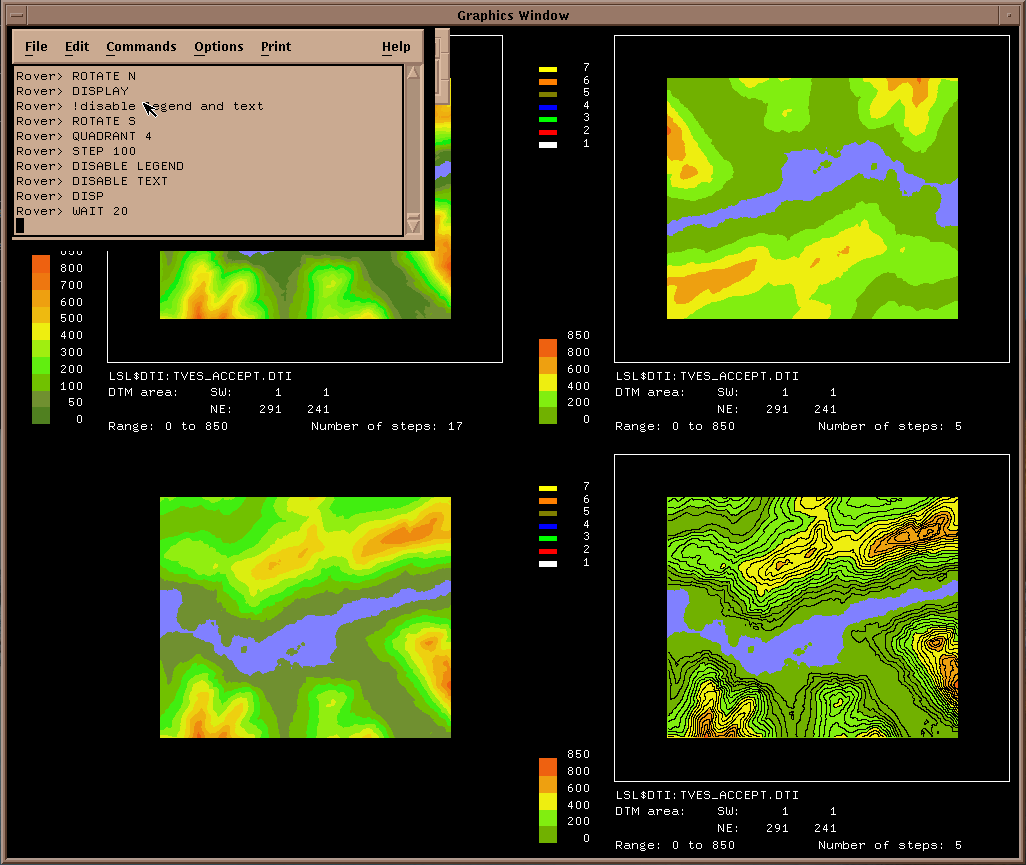 Graphics Window
File Edit Commands Options Print Help
Rover> ROTATE N
Rover> DISPLAY
Rover> !disable legend and text
Rover> ROTATE S
Rover> QUADRANT 4
Rover> STEP 100
Rover> DISABLE LEGEND
Rover> DISABLE TEXT
Rover> DISP
Rover> WAIT 20
850
800
700
600
500
400
300
200
100
50
0
LSL$DTI:TVES_ACCEPT.DTI
DTM area: SW: 1 1
NE: 291 241
Range: 0 to 850 Number of steps: 17
7
6
5
4
3
2
1
850
800
600
400
200
0
LSL$DTI:TVES_ACCEPT.DTI
DTM area: SW: 1 1
NE: 291 241
Range: 0 to 850 Number of steps: 5
7
6
5
4
3
2
1
850
800
600
400
200
0
LSL$DTI:TVES_ACCEPT.DTI
DTM area: SW: 1 1
NE: 291 241
Range: 0 to 850 Number of steps: 5